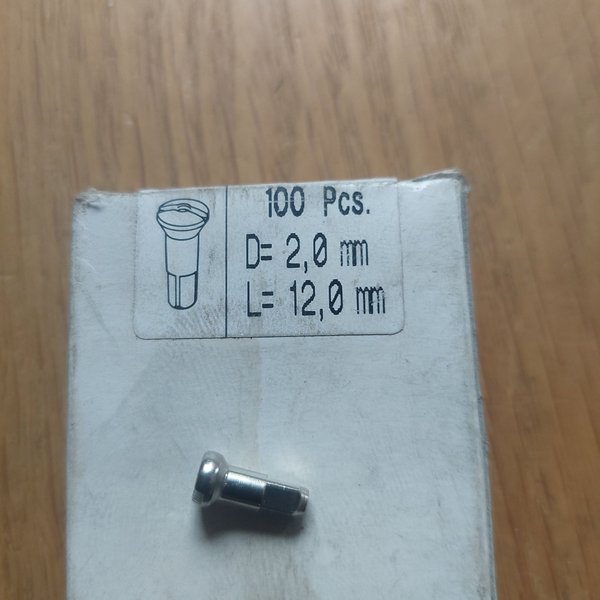 100 Pcs.
D= 2,0 mm
L= 12,0 mm